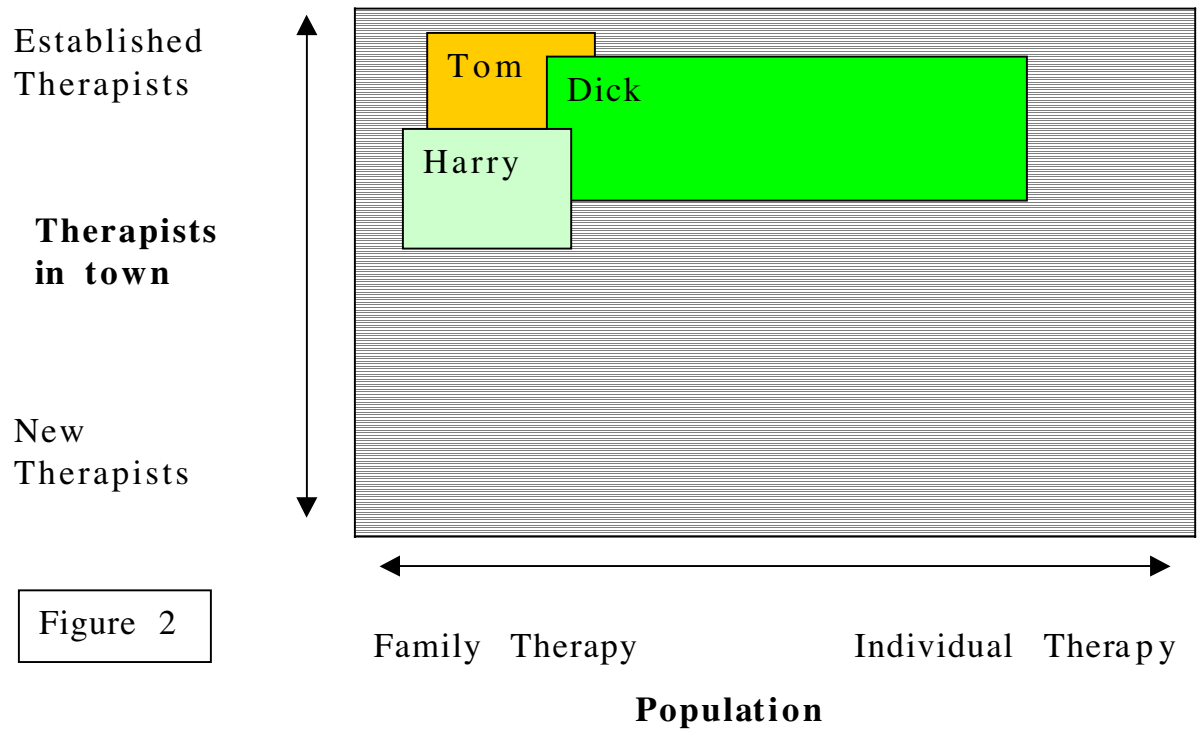 Established
Therapists
Tom
Dick
Harry
Therapists
in town
New
Therapists
Figure 2
Family Therapy
Individual Therapy
Population